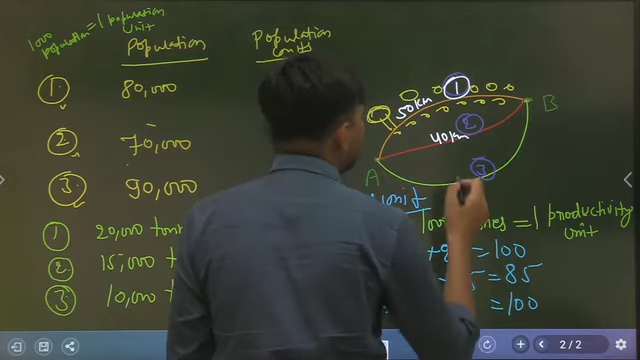 1000 population = 1 population unit
Population
Population
units
① 80,000
② 70,000
③ 90,000
① 20,000
② 15,000
③ 10,000
50km
①
②
40km
③
A
B
unit
= 1 productivity unit
= 100
= 85
= 100
2/2